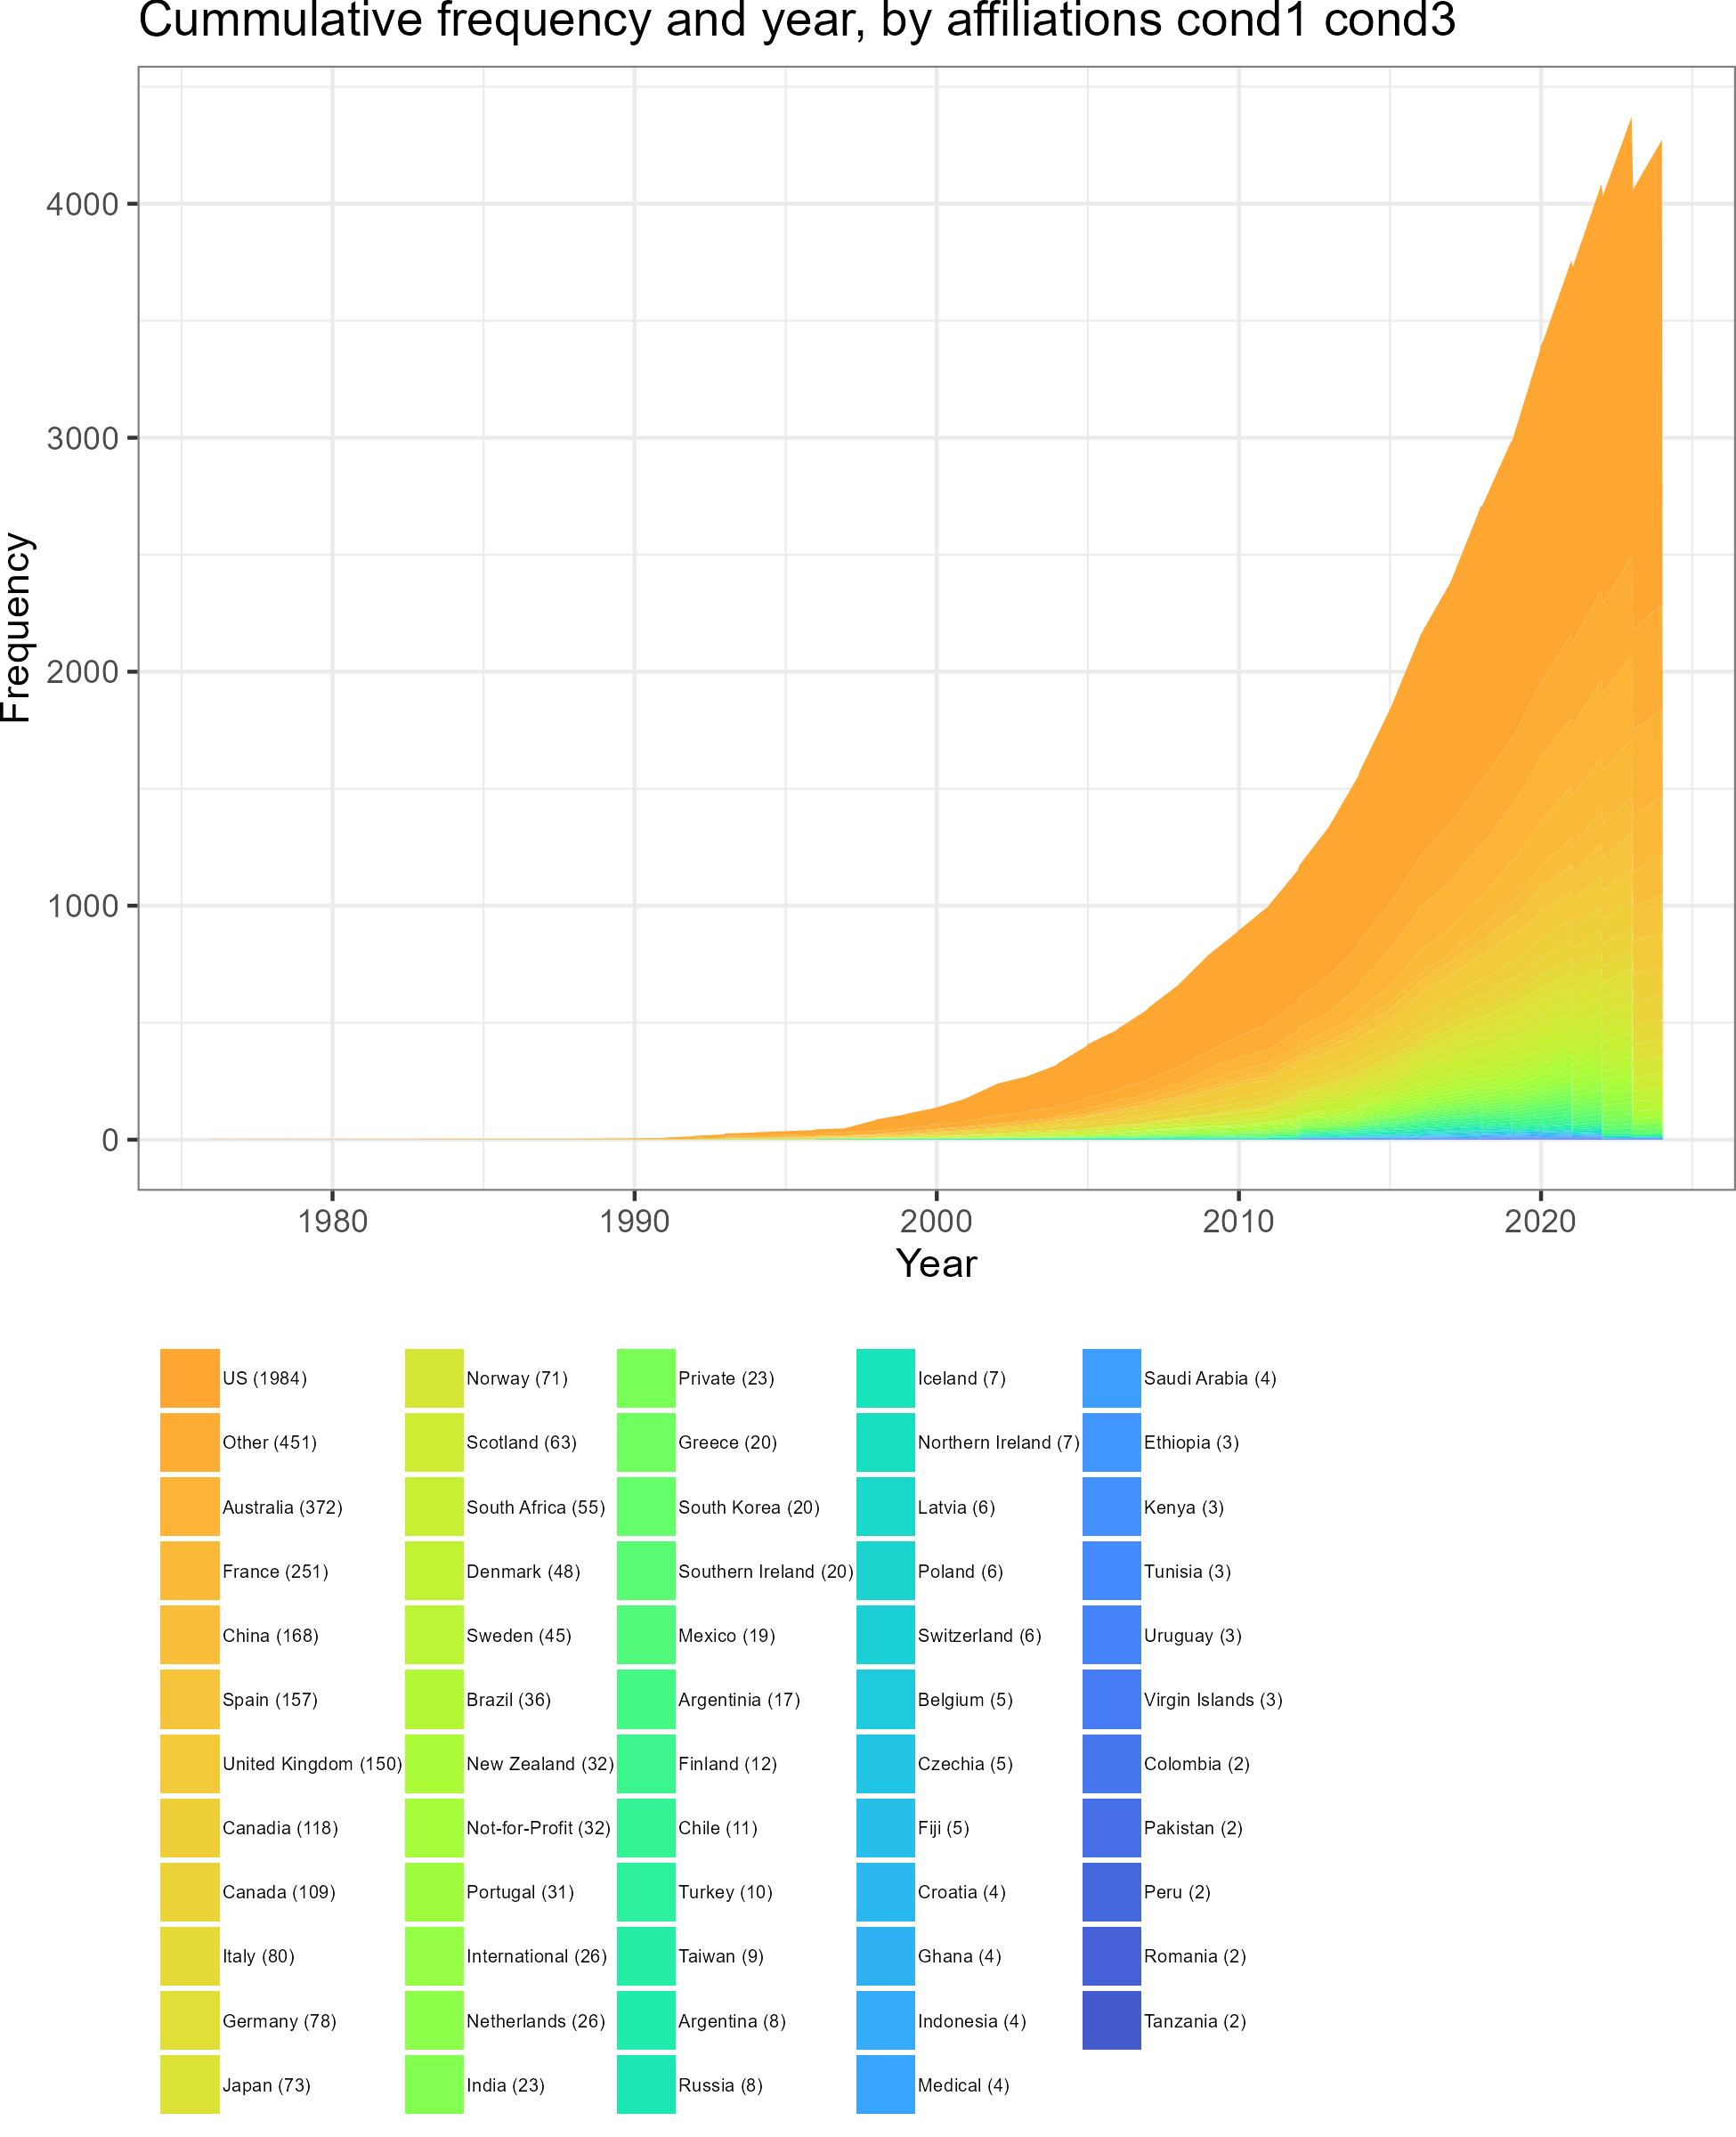 Cummulative frequency and year, by affiliations cond1 cond3
Frequency
4000
3000
2000
1000
0
1980 1990 2000 2010 2020
Year
US (1984)
Other (451)
Australia (372)
France (251)
China (168)
Spain (157)
United Kingdom (150)
Canadia (118)
Canada (109)
Italy (80)
Germany (78)
Japan (73)
Norway (71)
Scotland (63)
South Africa (55)
Denmark (48)
Sweden (45)
Brazil (36)
New Zealand (32)
Not-for-Profit (32)
Portugal (31)
International (26)
Netherlands (26)
India (23)
Private (23)
Greece (20)
South Korea (20)
Southern Ireland (20)
Mexico (19)
Argentinia (17)
Finland (12)
Chile (11)
Turkey (10)
Taiwan (9)
Argentina (8)
Russia (8)
Iceland (7)
Northern Ireland (7)
Latvia (6)
Poland (6)
Switzerland (6)
Belgium (5)
Czechia (5)
Fiji (5)
Croatia (4)
Ghana (4)
Indonesia (4)
Medical (4)
Saudi Arabia (4)
Ethiopia (3)
Kenya (3)
Tunisia (3)
Uruguay (3)
Virgin Islands (3)
Colombia (2)
Pakistan (2)
Peru (2)
Romania (2)
Tanzania (2)